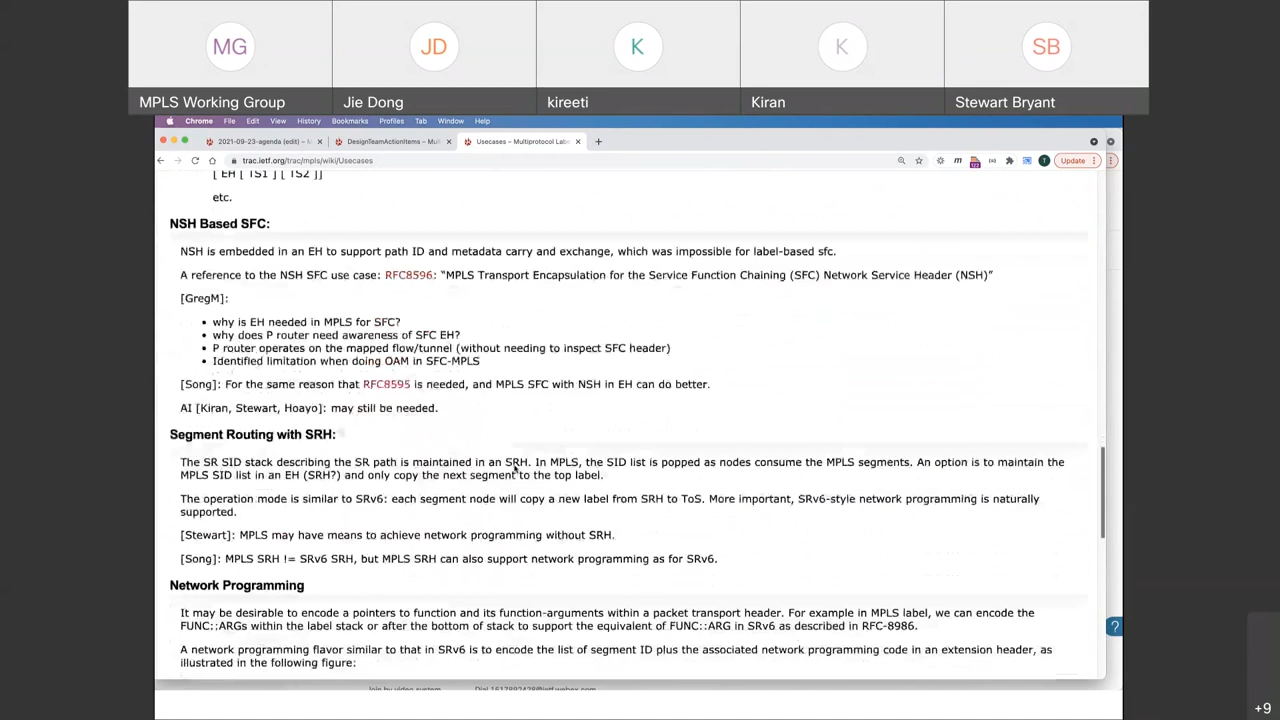 MG
JD
K
K
SB
MPLS Working Group
Jie Dong
kireeti
Kiran
Stewart Bryant
Chrome File Edit View History Bookmarks Profiles Tab Window Help
2021-09-23-agenda (edit) – M
DesignTeamActionItems – Mult
Usecases – Multiprotocol Labe
trac.ietf.org/trac/mpls/wiki/Usecases
Update
[ EH [ TS1 ] [ TS2 ]]
etc.
NSH Based SFC:
NSH is embedded in an EH to support path ID and metadata carry and exchange, which was impossible for label-based sfc.
A reference to the NSH SFC use case: RFC8596: “MPLS Transport Encapsulation for the Service Function Chaining (SFC) Network Service Header (NSH)”
[GregM]:
• why is EH needed in MPLS for SFC?
• why does P router need awareness of SFC EH?
• P router operates on the mapped flow/tunnel (without needing to inspect SFC header)
• Identified limitation when doing OAM in SFC-MPLS
[Song]: For the same reason that RFC8595 is needed, and MPLS SFC with NSH in EH can do better.
AI [Kiran, Stewart, Hoayo]: may still be needed.
Segment Routing with SRH:
The SR SID stack describing the SR path is maintained in an SRH. In MPLS, the SID list is popped as nodes consume the MPLS segments. An option is to maintain the
MPLS SID list in an EH (SRH?) and only copy the next segment to the top label.
The operation mode is similar to SRv6: each segment node will copy a new label from SRH to ToS. More important, SRv6-style network programming is naturally
supported.
[Stewart]: MPLS may have means to achieve network programming without SRH.
[Song]: MPLS SRH != SRv6 SRH, but MPLS SRH can also support network programming as for SRv6.
Network Programming
It may be desirable to encode a pointers to function and its function-arguments within a packet transport header. For example in MPLS label, we can encode the
FUNC::ARGs within the label stack or after the bottom of stack to support the equivalent of FUNC::ARG in SRv6 as described in RFC-8986.
A network programming flavor similar to that in SRv6 is to encode the list of segment ID plus the associated network programming code in an extension header, as
illustrated in the following figure:
?
+9